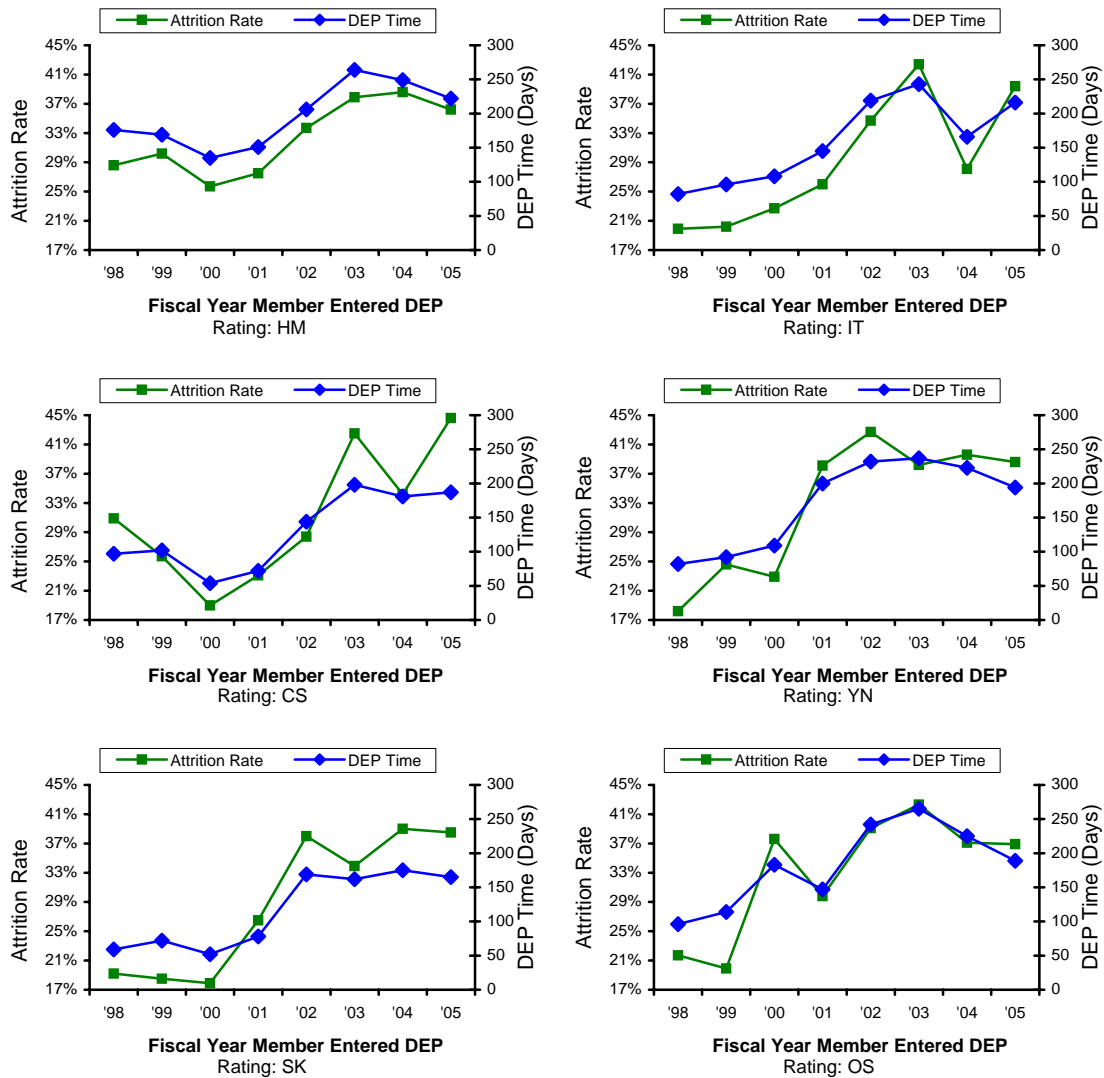 Attrition Rate DEP Time
45% 300
41% 250
37% 200
33% 150
29% 100
25% 50
21% 0
17%
Attrition Rate
DEP Time (Days)
'98 '99 '00 '01 '02 '03 '04 '05
Fiscal Year Member Entered DEP
Rating: HM
Attrition Rate DEP Time
45% 300
41% 250
37% 200
33% 150
29% 100
25% 50
21% 0
17%
Attrition Rate
DEP Time (Days)
'98 '99 '00 '01 '02 '03 '04 '05
Fiscal Year Member Entered DEP
Rating: IT
Attrition Rate DEP Time
45% 300
41% 250
37% 200
33% 150
29% 100
25% 50
21% 0
17%
Attrition Rate
DEP Time (Days)
'98 '99 '00 '01 '02 '03 '04 '05
Fiscal Year Member Entered DEP
Rating: CS
Attrition Rate DEP Time
45% 300
41% 250
37% 200
33% 150
29% 100
25% 50
21% 0
17%
Attrition Rate
DEP Time (Days)
'98 '99 '00 '01 '02 '03 '04 '05
Fiscal Year Member Entered DEP
Rating: YN
Attrition Rate DEP Time
45% 300
41% 250
37% 200
33% 150
29% 100
25% 50
21% 0
17%
Attrition Rate
DEP Time (Days)
'98 '99 '00 '01 '02 '03 '04 '05
Fiscal Year Member Entered DEP
Rating: SK
Attrition Rate DEP Time
45% 300
41% 250
37% 200
33% 150
29% 100
25% 50
21% 0
17%
Attrition Rate
DEP Time (Days)
'98 '99 '00 '01 '02 '03 '04 '05
Fiscal Year Member Entered DEP
Rating: OS